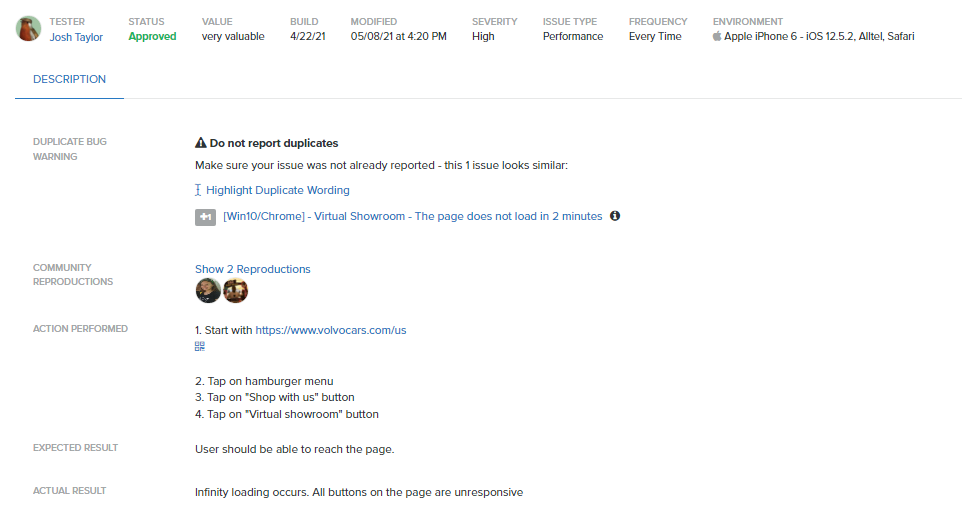 TESTER STATUS VALUE BUILD MODIFIED SEVERITY ISSUE TYPE FREQUENCY ENVIRONMENT
Josh Taylor Approved very valuable 4/22/21 05/08/21 at 4:20 PM High Performance Every Time Apple iPhone 6 - iOS 12.5.2, Alltel, Safari
DESCRIPTION
DUPLICATE BUG
WARNING
Do not report duplicates
Make sure your issue was not already reported - this 1 issue looks similar:
Highlight Duplicate Wording
+1 [Win10/Chrome] - Virtual Showroom - The page does not load in 2 minutes
COMMUNITY
REPRODUCTIONS
Show 2 Reproductions
ACTION PERFORMED
1. Start with https://www.volvocars.com/us
2. Tap on hamburger menu
3. Tap on "Shop with us" button
4. Tap on "Virtual showroom" button
EXPECTED RESULT
User should be able to reach the page.
ACTUAL RESULT
Infinity loading occurs. All buttons on the page are unresponsive